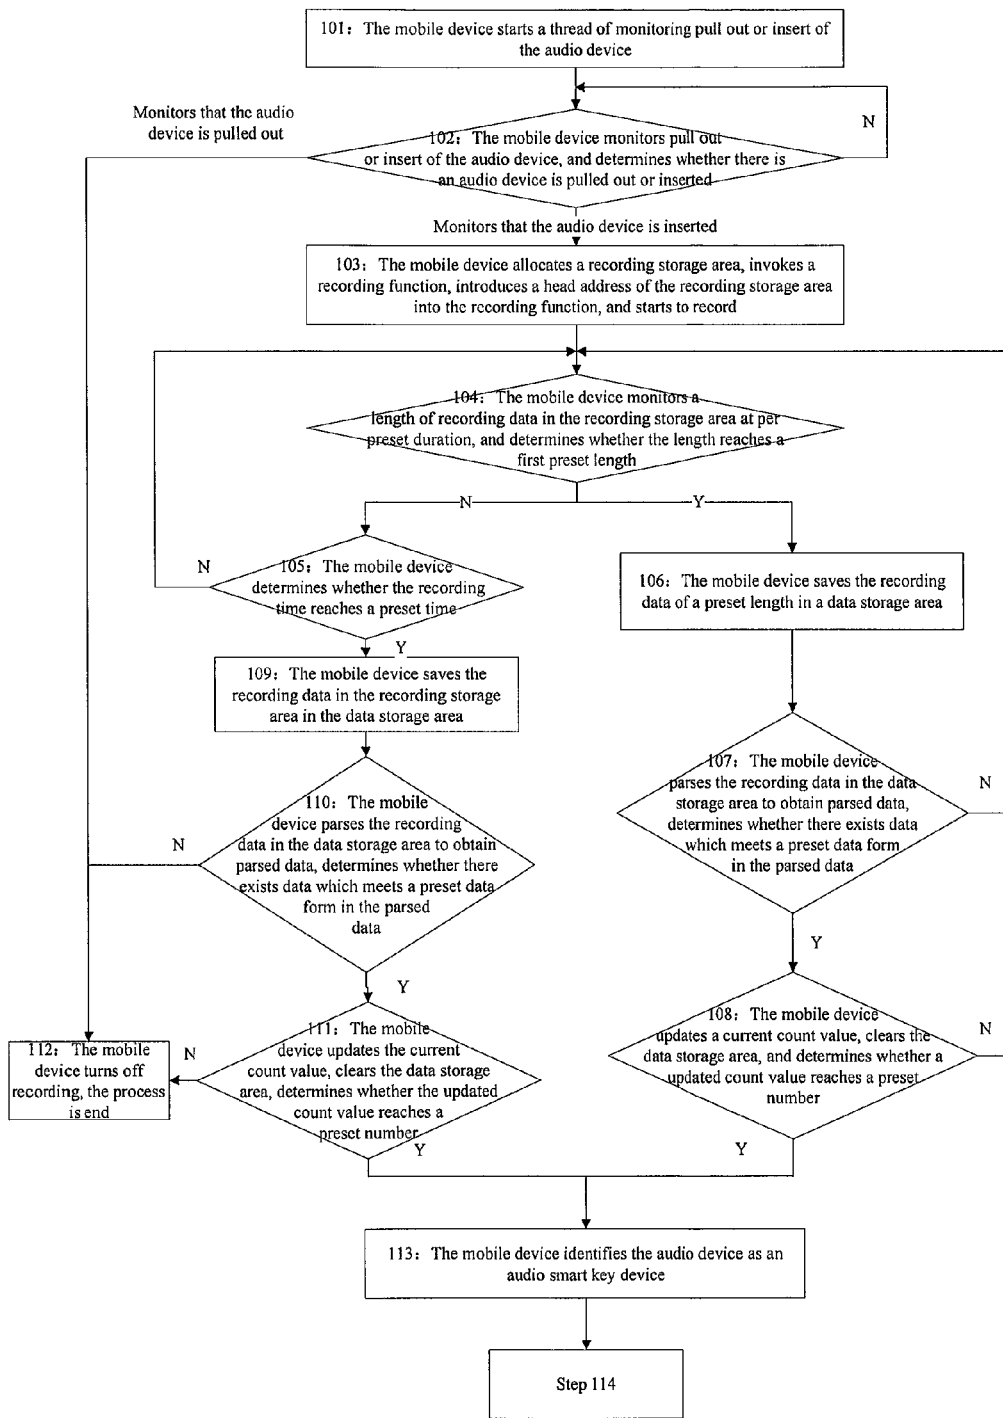 101：The mobile device starts a thread of monitoring pull out or insert of
the audio device
Monitors that the audio
device is pulled out
N
102：The mobile device monitors pull out
or insert of the audio device, and determines whether there is
an audio device is pulled out or inserted
Monitors that the audio device is inserted
103：The mobile device allocates a recording storage area, invokes a
recording function, introduces a head address of the recording storage area
into the recording function, and starts to record
104：The mobile device monitors a
length of recording data in the recording storage area at per
preset duration, and determines whether the length reaches a
first preset length
N
Y
N
105：The mobile device
determines whether the recording
time reaches a preset time
Y
106：The mobile device saves the recording
data of a preset length in a data storage area
109：The mobile device saves the
recording data in the recording storage
area in the data storage area
107：The mobile device
parses the recording data in the data
storage area to obtain parsed data,
determines whether there exists data
which meets a preset data form
in the parsed data
N
110：The mobile
device parses the recording
data in the data storage area to obtain
parsed data, determines whether there
exists data which meets a preset data
form in the parsed
data
N
Y
Y
108：The mobile device
updates a current count value, clears the
data storage area, and determines whether a
updated count value reaches a preset
number
N
111：The mobile
device updates the current
count value, clears the data storage
area, determines whether the updated
count value reaches a
preset number
N
112：The mobile
device turns off
recording, the process
is end
Y
Y
113：The mobile device identifies the audio device as an
audio smart key device
Step 114